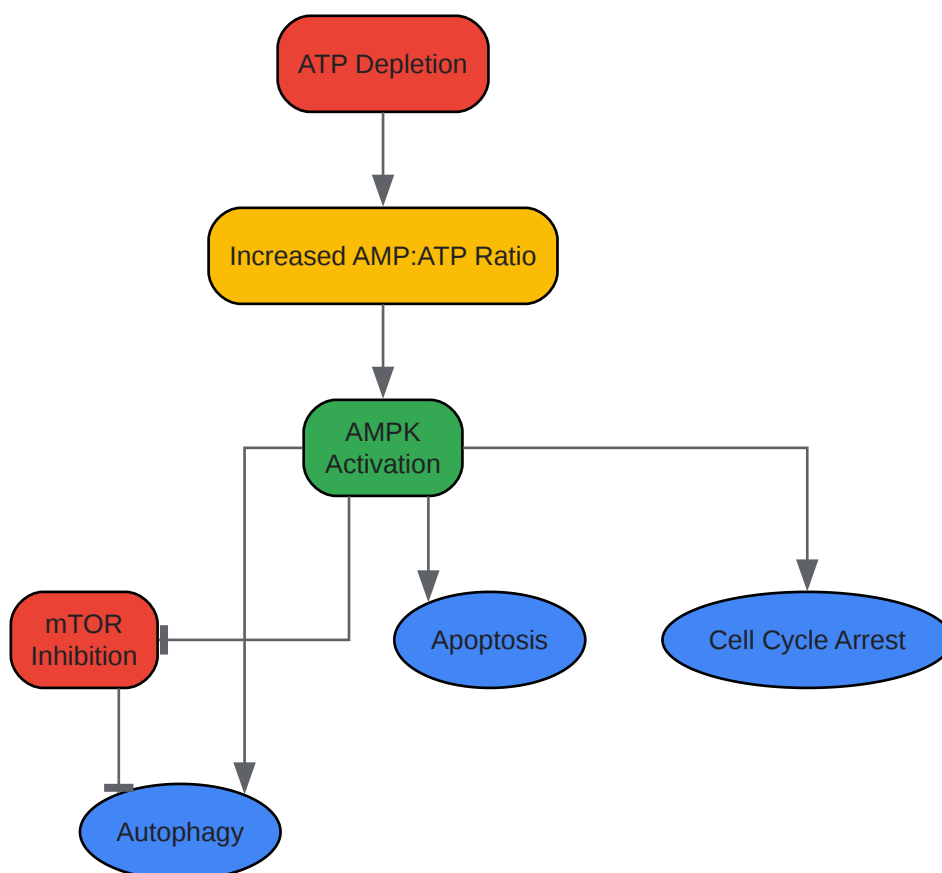 ATP Depletion
Increased AMP:ATP Ratio
AMPK
Activation
mTOR
Inhibition
Apoptosis
Cell Cycle Arrest
Autophagy